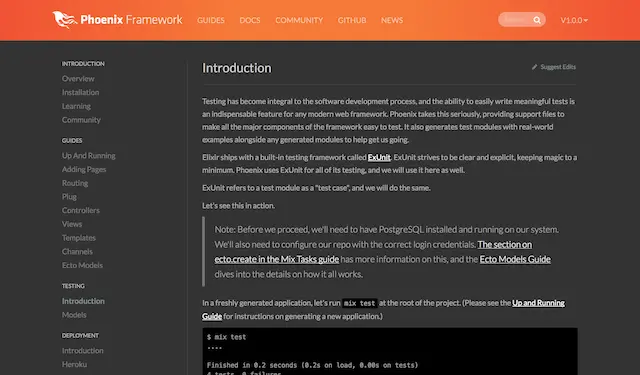 Phoenix Framework GUIDES DOCS COMMUNITY GITHUB NEWS Search V1.0.0
INTRODUCTION
Overview
Installation
Learning
Community
GUIDES
Up And Running
Adding Pages
Routing
Plug
Controllers
Views
Templates
Channels
Ecto Models
TESTING
Introduction
Models
DEPLOYMENT
Introduction
Heroku
Introduction
Suggest Edits
Testing has become integral to the software development process, and the ability to easily write meaningful tests is
an indispensable feature for any modern web framework. Phoenix takes this seriously, providing support files to
make all the major components of the framework easy to test. It also generates test modules with real-world
examples alongside any generated modules to help get us going.
Elixir ships with a built-in testing framework called ExUnit. ExUnit strives to be clear and explicit, keeping magic to a
minimum. Phoenix uses ExUnit for all of its testing, and we will use it here as well.
ExUnit refers to a test module as a "test case", and we will do the same.
Let's see this in action.
Note: Before we proceed, we'll need to have PostgreSQL installed and running on our system.
We'll also need to configure our repo with the correct login credentials. The section on
ecto.create in the Mix Tasks guide has more information on this, and the Ecto Models Guide
dives into the details on how it all works.
In a freshly generated application, let's run mix test at the root of the project. (Please see the Up and Running
Guide for instructions on generating a new application.)
$ mix test
....
Finished in 0.2 seconds (0.2s on load, 0.00s on tests)
4 tests, 0 failures